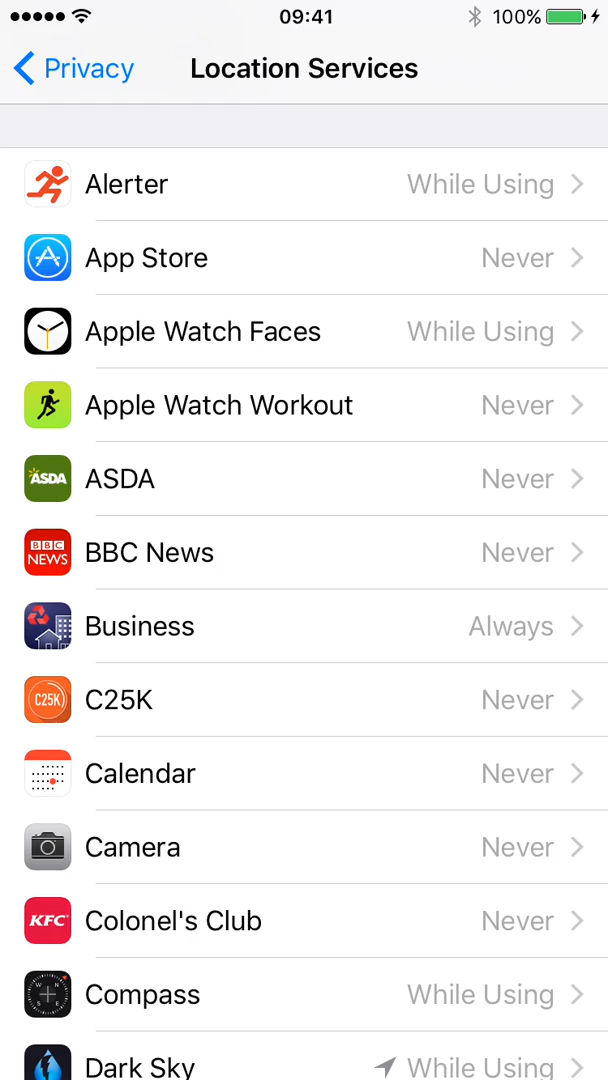 09:41 100%
Privacy Location Services
Alerter While Using
App Store Never
Apple Watch Faces While Using
Apple Watch Workout Never
ASDA ASDA Never
BBC NEWS BBC News Never
Business Always
C25K C25K Never
Calendar Never
Camera Never
KFC Colonel's Club Never
N W S E Compass While Using
Dark Sky While Using